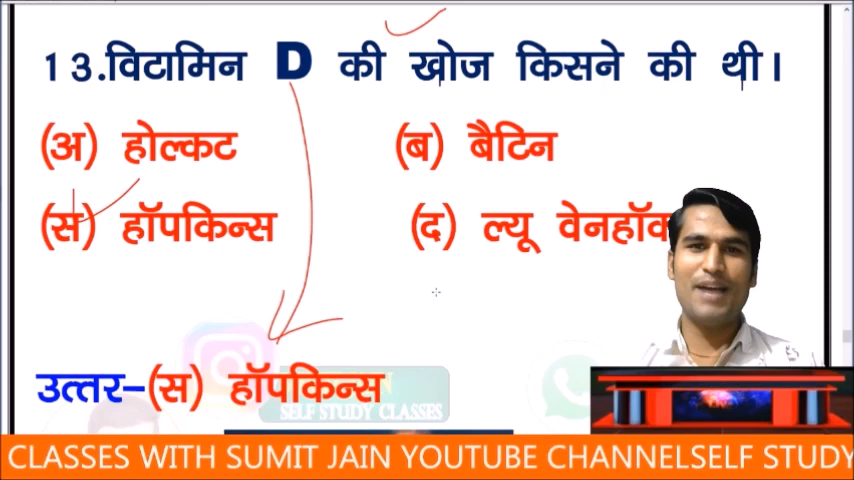 13.विटामिन D की खोज किसने की थी।
(अ) होल्कट (ब) बैटिन
(स) हॉपकिन्स (द) ल्यू वेनहॉक
उत्तर–(स) हॉपकिन्स
SELF STUDY CLASSES
CLASSES WITH SUMIT JAIN YOUTUBE CHANNELSELF STUDY